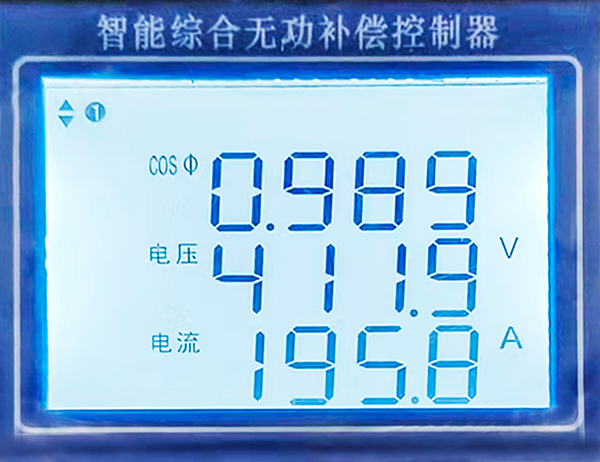 智能综合无功补偿控制器
①
COS Φ 0.989
电压 411.9 V
电流 195.8 A